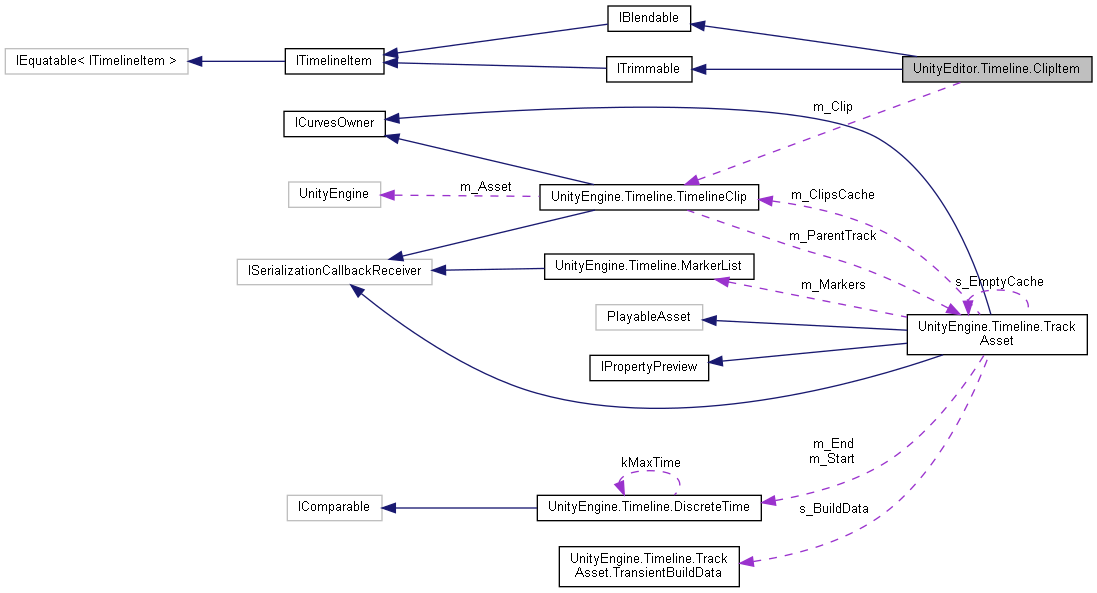 IBlendable
IEquatable< ITimelineItem >
ITimelineItem
ITrimmable
UnityEditor.Timeline.ClipItem
m_Clip
ICurvesOwner
UnityEngine
m_Asset
UnityEngine.Timeline.TimelineClip
m_ClipsCache
m_ParentTrack
ISerializationCallbackReceiver
UnityEngine.Timeline.MarkerList
m_Markers
s_EmptyCache
PlayableAsset
UnityEngine.Timeline.Track
Asset
IPropertyPreview
m_End
m_Start
kMaxTime
IComparable
UnityEngine.Timeline.DiscreteTime
s_BuildData
UnityEngine.Timeline.Track
Asset.TransientBuildData